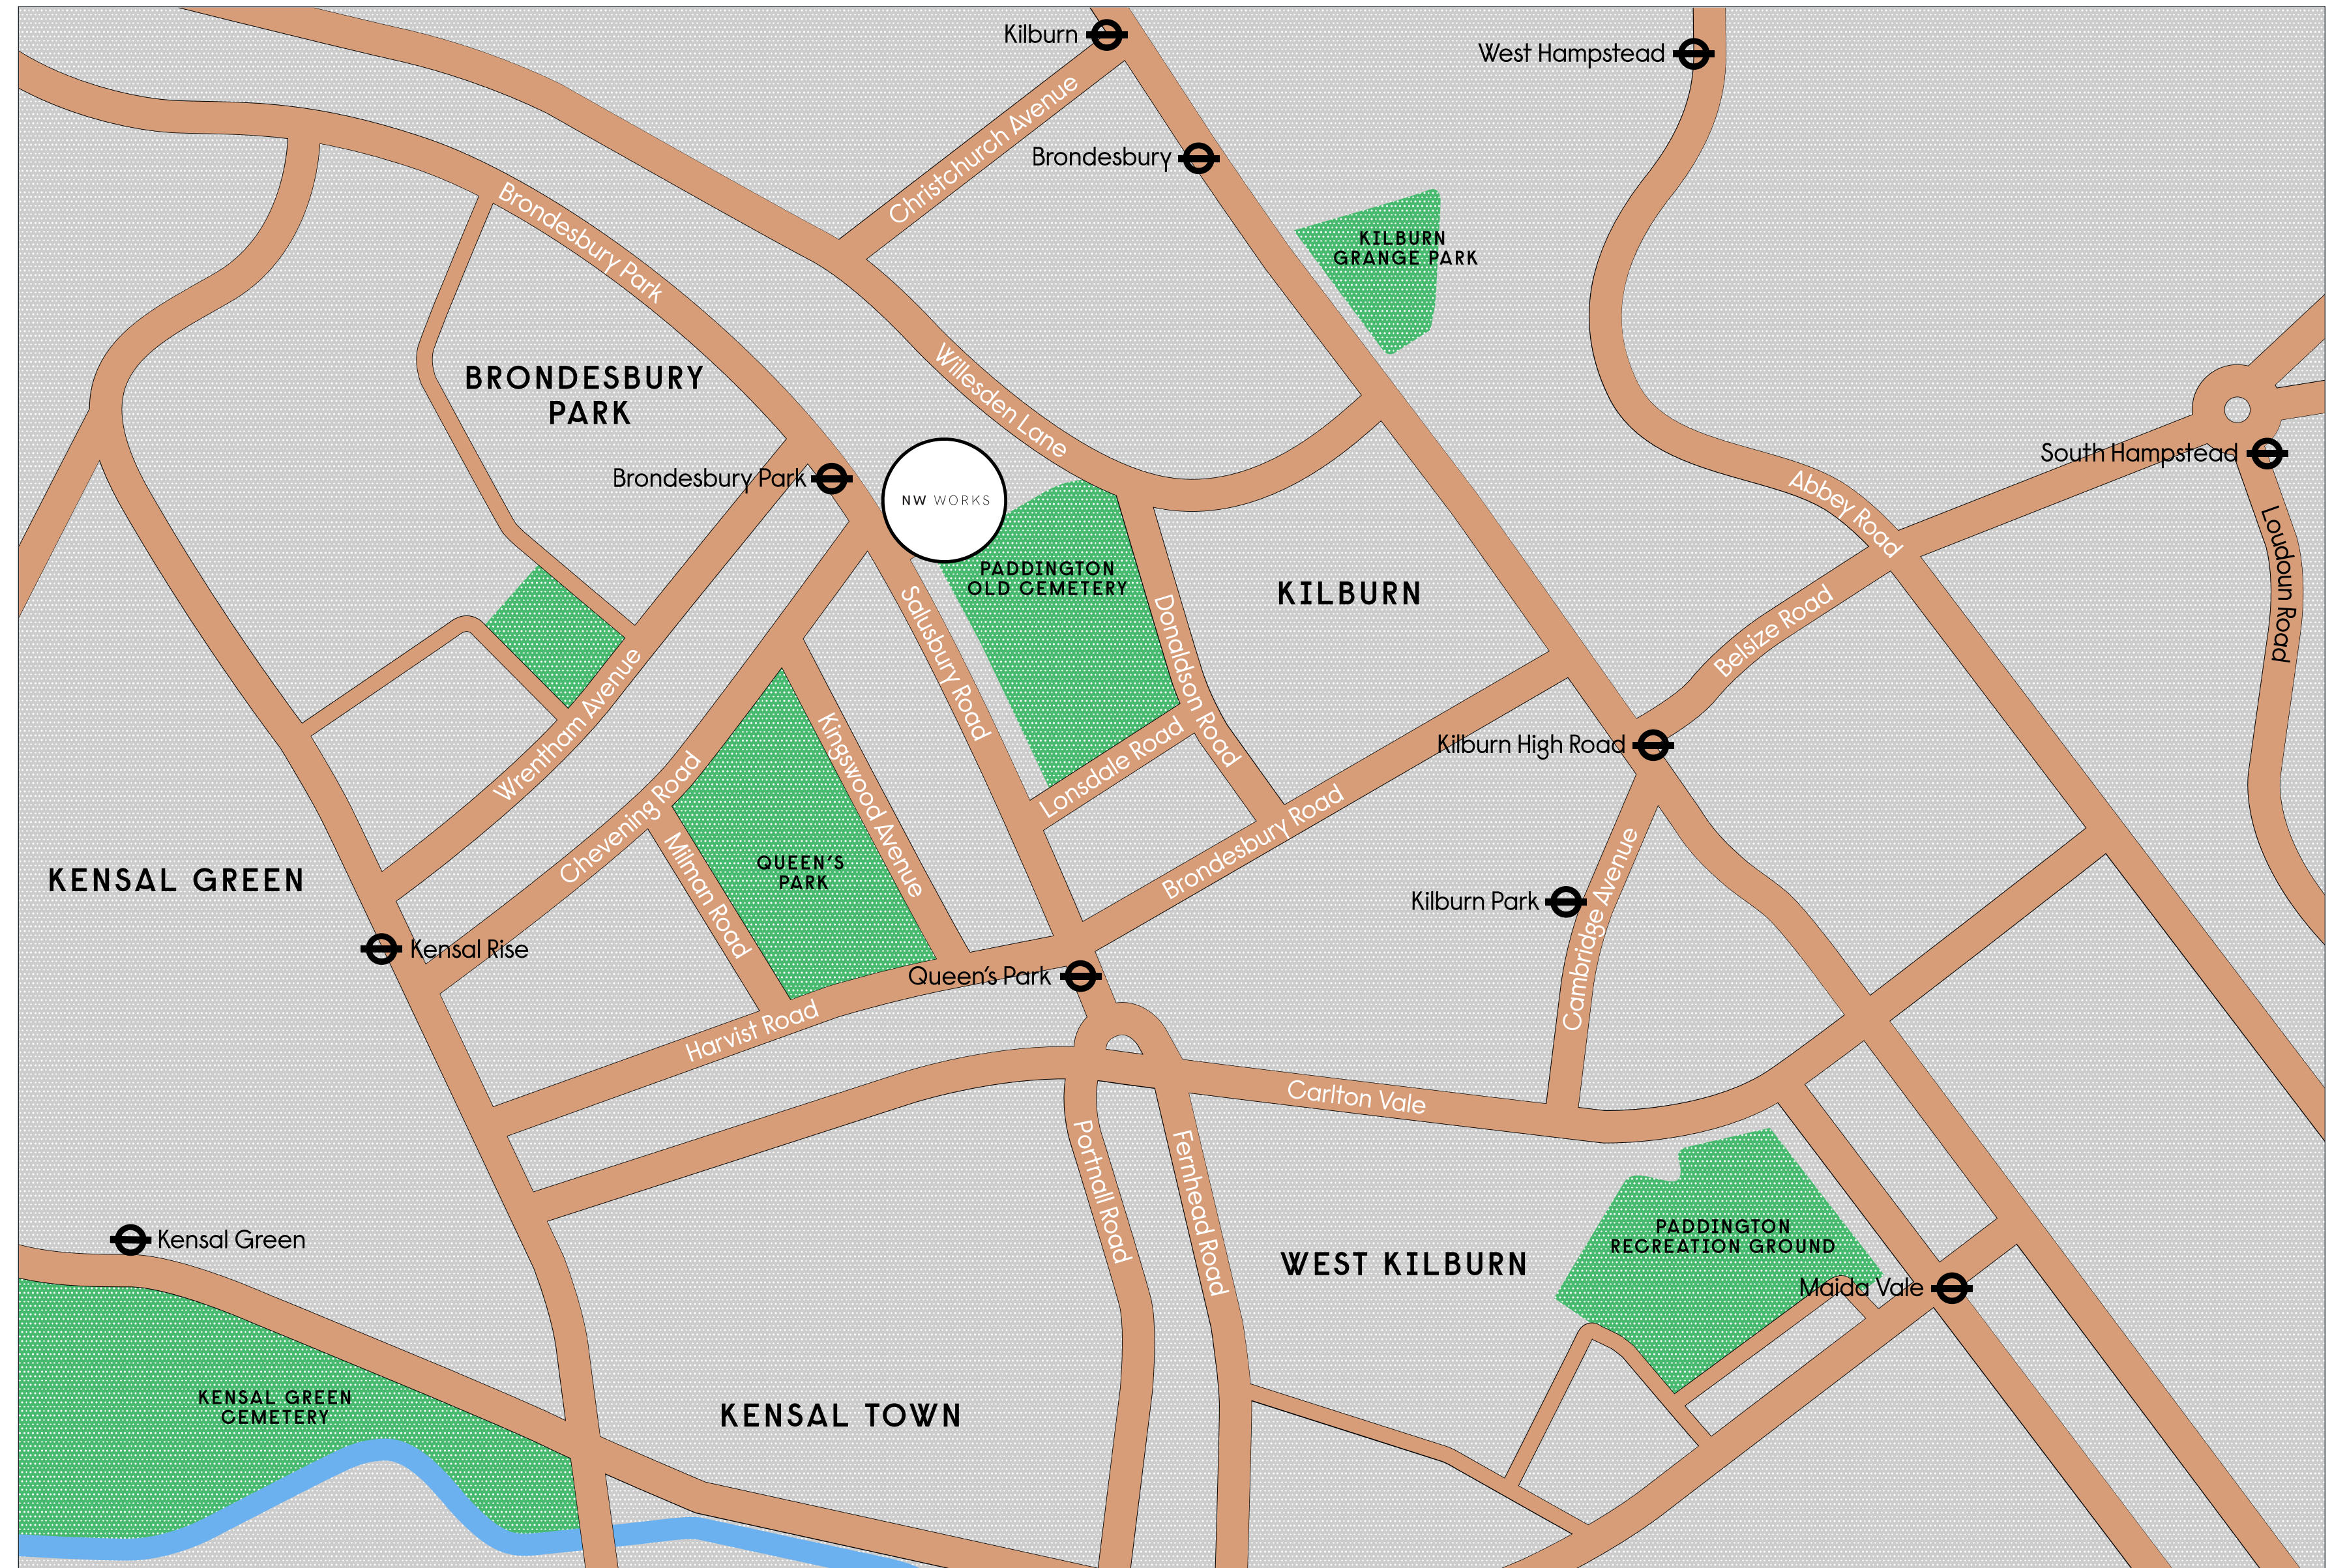 Kilburn
West Hampstead
Christchurch Avenue
Brondesbury
Brondesbury Park
KILBURN
GRANGE PARK
Willesden Lane
BRONDESBURY
PARK
Brondesbury Park
NW WORKS
South Hampstead
Abbey Road
Loudoun Road
PADDINGTON
OLD CEMETERY
KILBURN
Belsize Road
Salusbury Road
Donaldson Road
Wrentham Avenue
Kingswood Avenue
Lonsdale Road
Kilburn High Road
Chevening Road
Brondesbury Road
Milman Road
QUEEN'S
PARK
KENSAL GREEN
Kilburn Park
Cambridge Avenue
Kensal Rise
Queen's Park
Harvist Road
Carlton Vale
Portnall Road
Fernhead Road
Kensal Green
WEST KILBURN
PADDINGTON
RECREATION GROUND
Maida Vale
KENSAL GREEN
CEMETERY
KENSAL TOWN